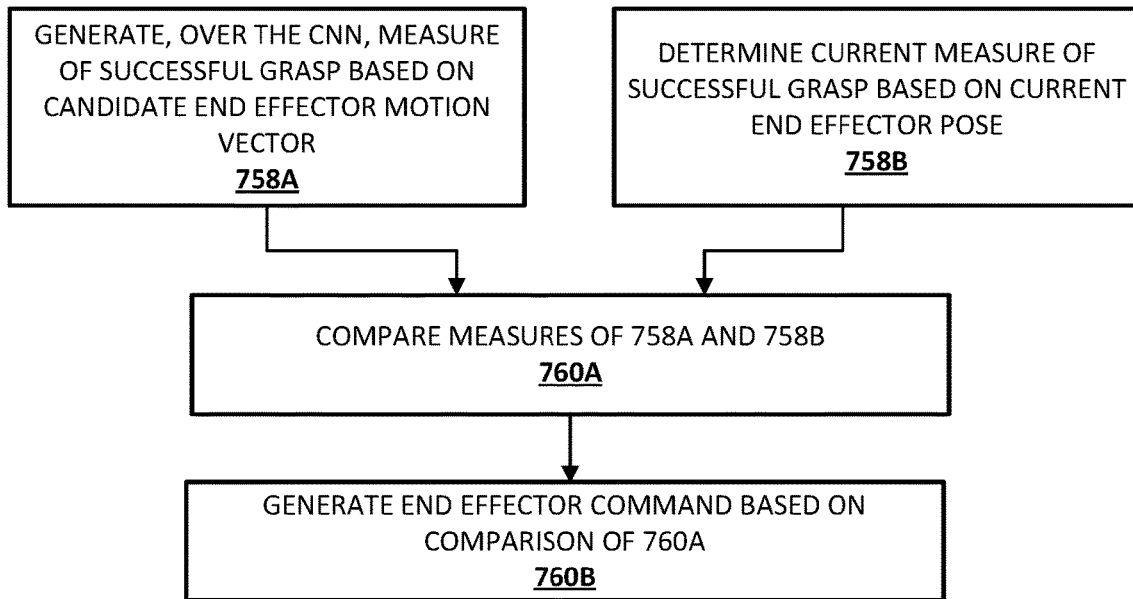 GENERATE, OVER THE CNN, MEASURE
OF SUCCESSFUL GRASP BASED ON
CANDIDATE END EFFECTOR MOTION
VECTOR
758A
DETERMINE CURRENT MEASURE OF
SUCCESSFUL GRASP BASED ON CURRENT
END EFFECTOR POSE
758B
COMPARE MEASURES OF 758A AND 758B
760A
GENERATE END EFFECTOR COMMAND BASED ON
COMPARISON OF 760A
760B